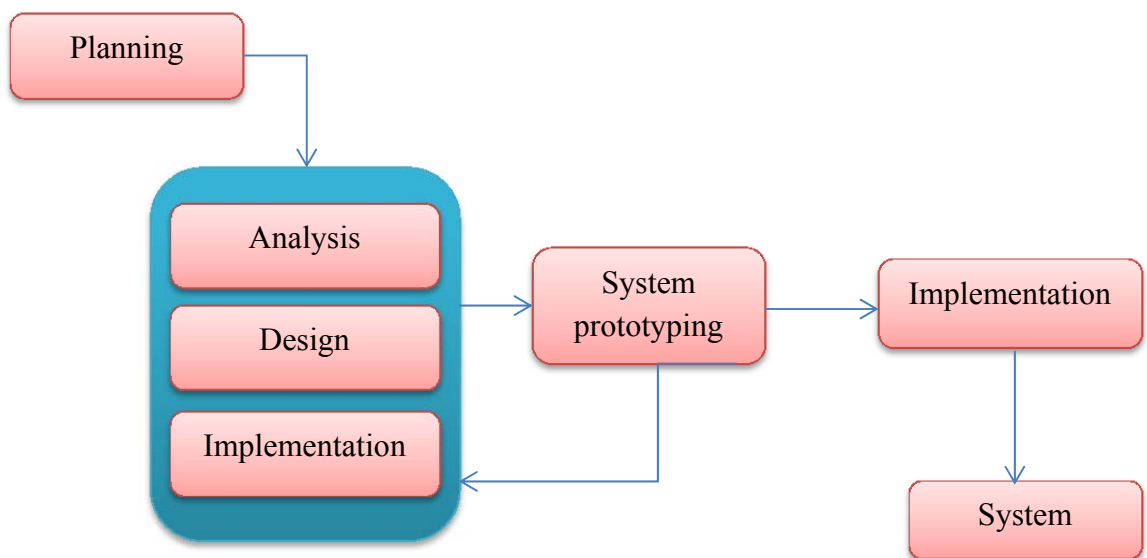 Planning
Analysis
Design
Implementation
System
prototyping
Implementation
System